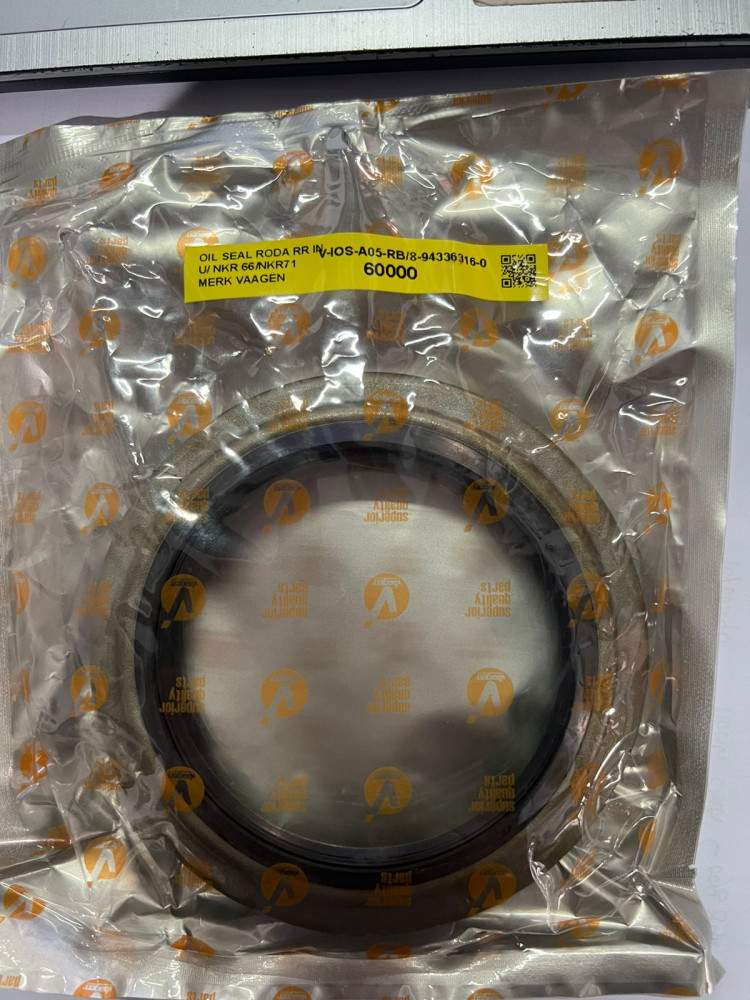 OIL SEAL RODA RR IN
U/ NKR 66/NKR71
MERK VAAGEN
V-IOS-A05-RB/8-94336316-0
60000
superior
quality
parts